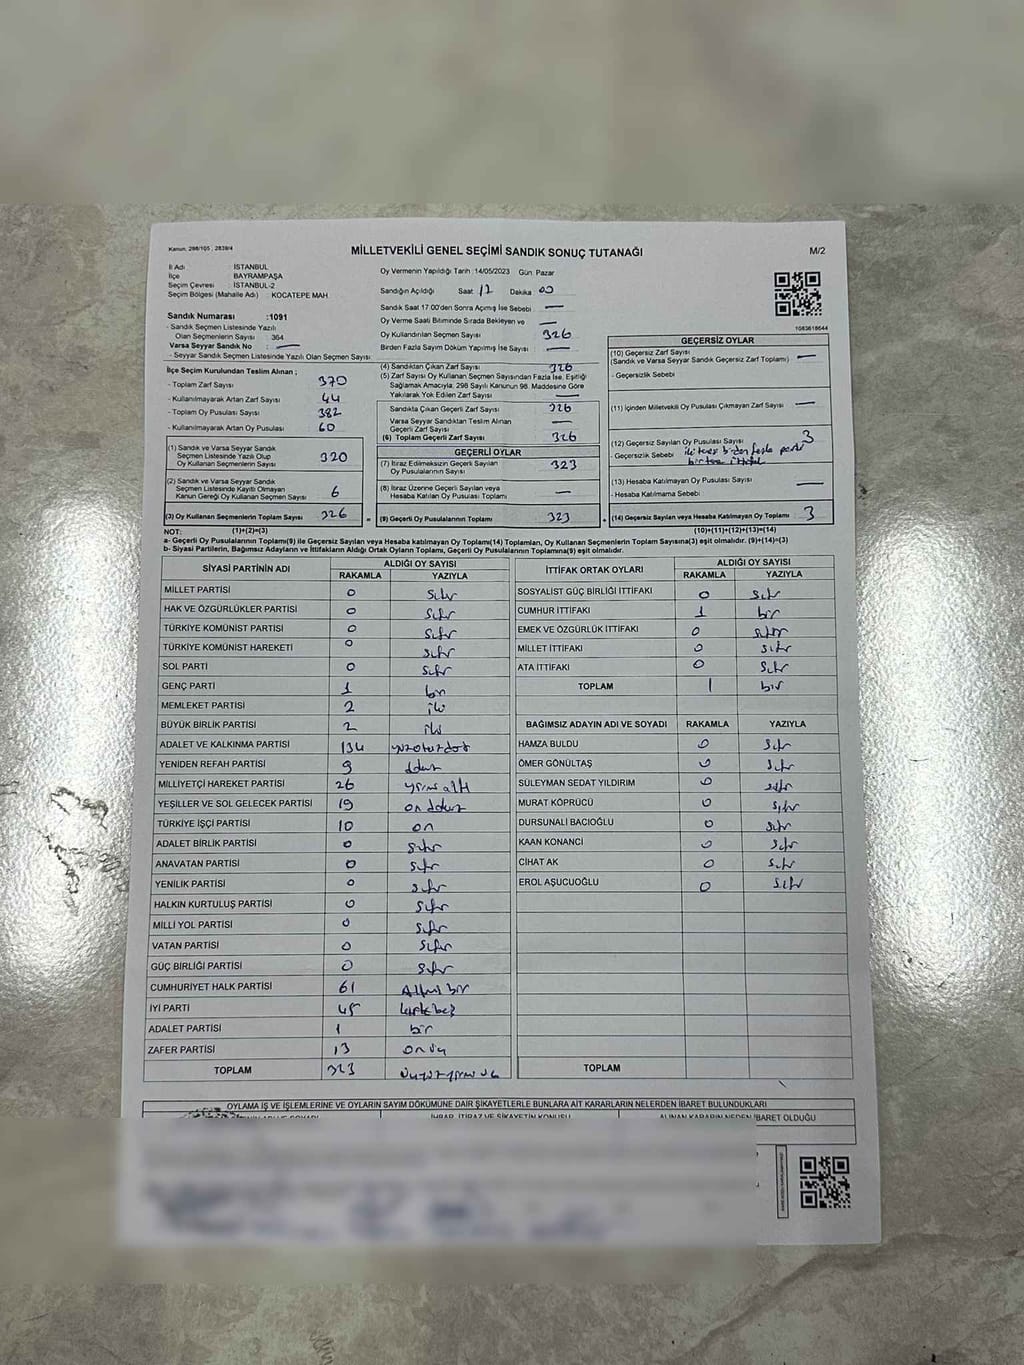 Kanun. 298/105 , 2839/4
MİLLETVEKİLİ GENEL SEÇİMİ SANDIK SONUÇ TUTANAĞI
M/2
İl Adı : İSTANBUL
İlçe : BAYRAMPAŞA
Seçim Çevresi : İSTANBUL-2
Seçim Bölgesi (Mahalle Adı) : KOCATEPE MAH.
Sandık Numarası :1091
- Sandık Seçmen Listesinde Yazılı
Olan Seçmenlerin Sayısı : 364
Varsa Seyyar Sandık No : —
- Seyyar Sandık Seçmen Listesinde Yazılı Olan Seçmen Sayısı:
Oy Vermenin Yapıldığı Tarih :14/05/2023 Gün: Pazar
Sandığın Açıldığı Saat 17 Dakika 00
Sandık Saat 17:00'den Sonra Açımış İse Sebebi —
Oy Verme Saati Bitiminde Sırada Bekleyen ve —
Oy Kullandırılan Seçmen Sayısı 326
Birden Fazla Sayım Döküm Yapılmış İse Sayısı —
1083618644
İlçe Seçim Kurulundan Teslim Alınan ;
- Toplam Zarf Sayısı 370
- Kullanılmayarak Artan Zarf Sayısı 44
- Toplam Oy Pusulası Sayısı 382
- Kullanılmayarak Artan Oy Pusulası 60
(1) Sandık ve Varsa Seyyar Sandık
Seçmen Listesinde Yazılı Olup
Oy Kullanan Seçmenlerin Sayısı 320
(2) Sandık ve Varsa Seyyar Sandık
Seçmen Listesinde Kayıtlı Olmayan
Kanun Gereği Oy Kullanan Seçmen Sayısı 6
(3) Oy Kullanan Seçmenlerin Toplam Sayısı 326 =
(1)+(2)=(3)
(4) Sandıktan Çıkan Zarf Sayısı 326
(5) Zarf Sayısı Oy Kullanan Seçmen Sayısından Fazla İse, Eşitliği
Sağlamak Amacıyla, 298 Sayılı Kanunun 98. Maddesine Göre
Yakılarak Yok Edilen Zarf Sayısı —
Sandıkta Çıkan Geçerli Zarf Sayısı 326
Varsa Seyyar Sandıktan Teslim Alınan
Geçerli Zarf Sayısı —
(6) Toplam Geçerli Zarf Sayısı 326
GEÇERLİ OYLAR
(7) İtiraz Edilmeksizin Geçerli Sayılan
Oy Pusulalarının Sayısı 323
(8) İtiraz Üzerine Geçerli Sayılan veya
Hesaba Katılan Oy Pusulası Toplamı —
(9) Geçerli Oy Pusulalarının Toplamı 323 +
GEÇERSİZ OYLAR
(10) Geçersiz Zarf Sayısı
(Sandık ve Varsa Seyyar Sandık Geçersiz Zarf Toplamı) —
- Geçersizlik Sebebi
(11) İçinden Milletvekili Oy Pusulası Çıkmayan Zarf Sayısı —
(12) Geçersiz Sayılan Oy Pusulası Sayısı 3
- Geçersizlik Sebebi birden fazla parti
(13) Hesaba Katılmayan Oy Pusulası Sayısı —
- Hesaba Katılmama Sebebi
(14) Geçersiz Sayılan veya Hesaba Katılmayan Oy Toplamı 3
(10)+(11)+(12)+(13)=(14)
NOT:
a- Geçerli Oy Pusulalarının Toplamı(9) ile Geçersiz Sayılan veya Hesaba katılmayan Oy Toplamı(14) Toplamları, Oy Kullanan Seçmenlerin Toplam Sayısına(3) eşit olmalıdır. (9)+(14)=(3)
b- Siyasi Partilerin, Bağımsız Adayların ve İttifakların Aldığı Ortak Oyların Toplamı, Geçerli Oy Pusulalarının Toplamına(9) eşit olmalıdır.
SİYASİ PARTİNİN ADI ALDIĞI OY SAYISI
RAKAMLA YAZIYLA
MİLLET PARTİSİ 0 sıfır
HAK VE ÖZGÜRLÜKLER PARTİSİ 0 sıfır
TÜRKİYE KOMÜNİST PARTİSİ 0 sıfır
TÜRKİYE KOMÜNİST HAREKETİ 0 sıfır
SOL PARTİ 0 sıfır
GENÇ PARTİ 1 bir
MEMLEKET PARTİSİ 2 iki
BÜYÜK BİRLİK PARTİSİ 2 iki
ADALET VE KALKINMA PARTİSİ 134 yüzotuzdört
YENİDEN REFAH PARTİSİ 9 dokuz
MİLLİYETÇİ HAREKET PARTİSİ 26 yirmi altı
YEŞİLLER VE SOL GELECEK PARTİSİ 19 on dokuz
TÜRKİYE İŞÇİ PARTİSİ 10 on
ADALET BİRLİK PARTİSİ 0 sıfır
ANAVATAN PARTİSİ 0 sıfır
YENİLİK PARTİSİ 0 sıfır
HALKIN KURTULUŞ PARTİSİ 0 sıfır
MİLLİ YOL PARTİSİ 0 sıfır
VATAN PARTİSİ 0 sıfır
GÜÇ BİRLİĞİ PARTİSİ 0 sıfır
CUMHURİYET HALK PARTİSİ 61 Altmış bir
İYİ PARTİ 45 kırkbeş
ADALET PARTİSİ 1 bir
ZAFER PARTİSİ 13 onüç
TOPLAM 323 üçyüzyirmi üç
İTTİFAK ORTAK OYLARI ALDIĞI OY SAYISI
RAKAMLA YAZIYLA
SOSYALİST GÜÇ BİRLİĞİ İTTİFAKI 0 sıfır
CUMHUR İTTİFAKI 1 bir
EMEK VE ÖZGÜRLÜK İTTİFAKI 0 sıfır
MİLLET İTTİFAKI 0 sıfır
ATA İTTİFAKI 0 sıfır
TOPLAM 1 bir
BAĞIMSIZ ADAYIN ADI VE SOYADI RAKAMLA YAZIYLA
HAMZA BULDU 0 sıfır
ÖMER GÖNÜLTAŞ 0 sıfır
SÜLEYMAN SEDAT YILDIRIM 0 sıfır
MURAT KÖPRÜCÜ 0 sıfır
DURSUNALİ BACIOĞLU 0 sıfır
KAAN KONANCİ 0 sıfır
CİHAT AK 0 sıfır
EROL AŞUCUOĞLU 0 sıfır
TOPLAM
OYLAMA İŞ VE İŞLEMLERİNE VE OYLARIN SAYIM DÖKÜMÜNE DAİR ŞİKAYETLERLE BUNLARA AİT KARARLARIN NELERDEN İBARET BULUNDUKLARI
İHBAR, İTİRAZ VE ŞİKAYETİN KONUSU ALINAN KARARIN NEDEN İBARET OLDUĞU